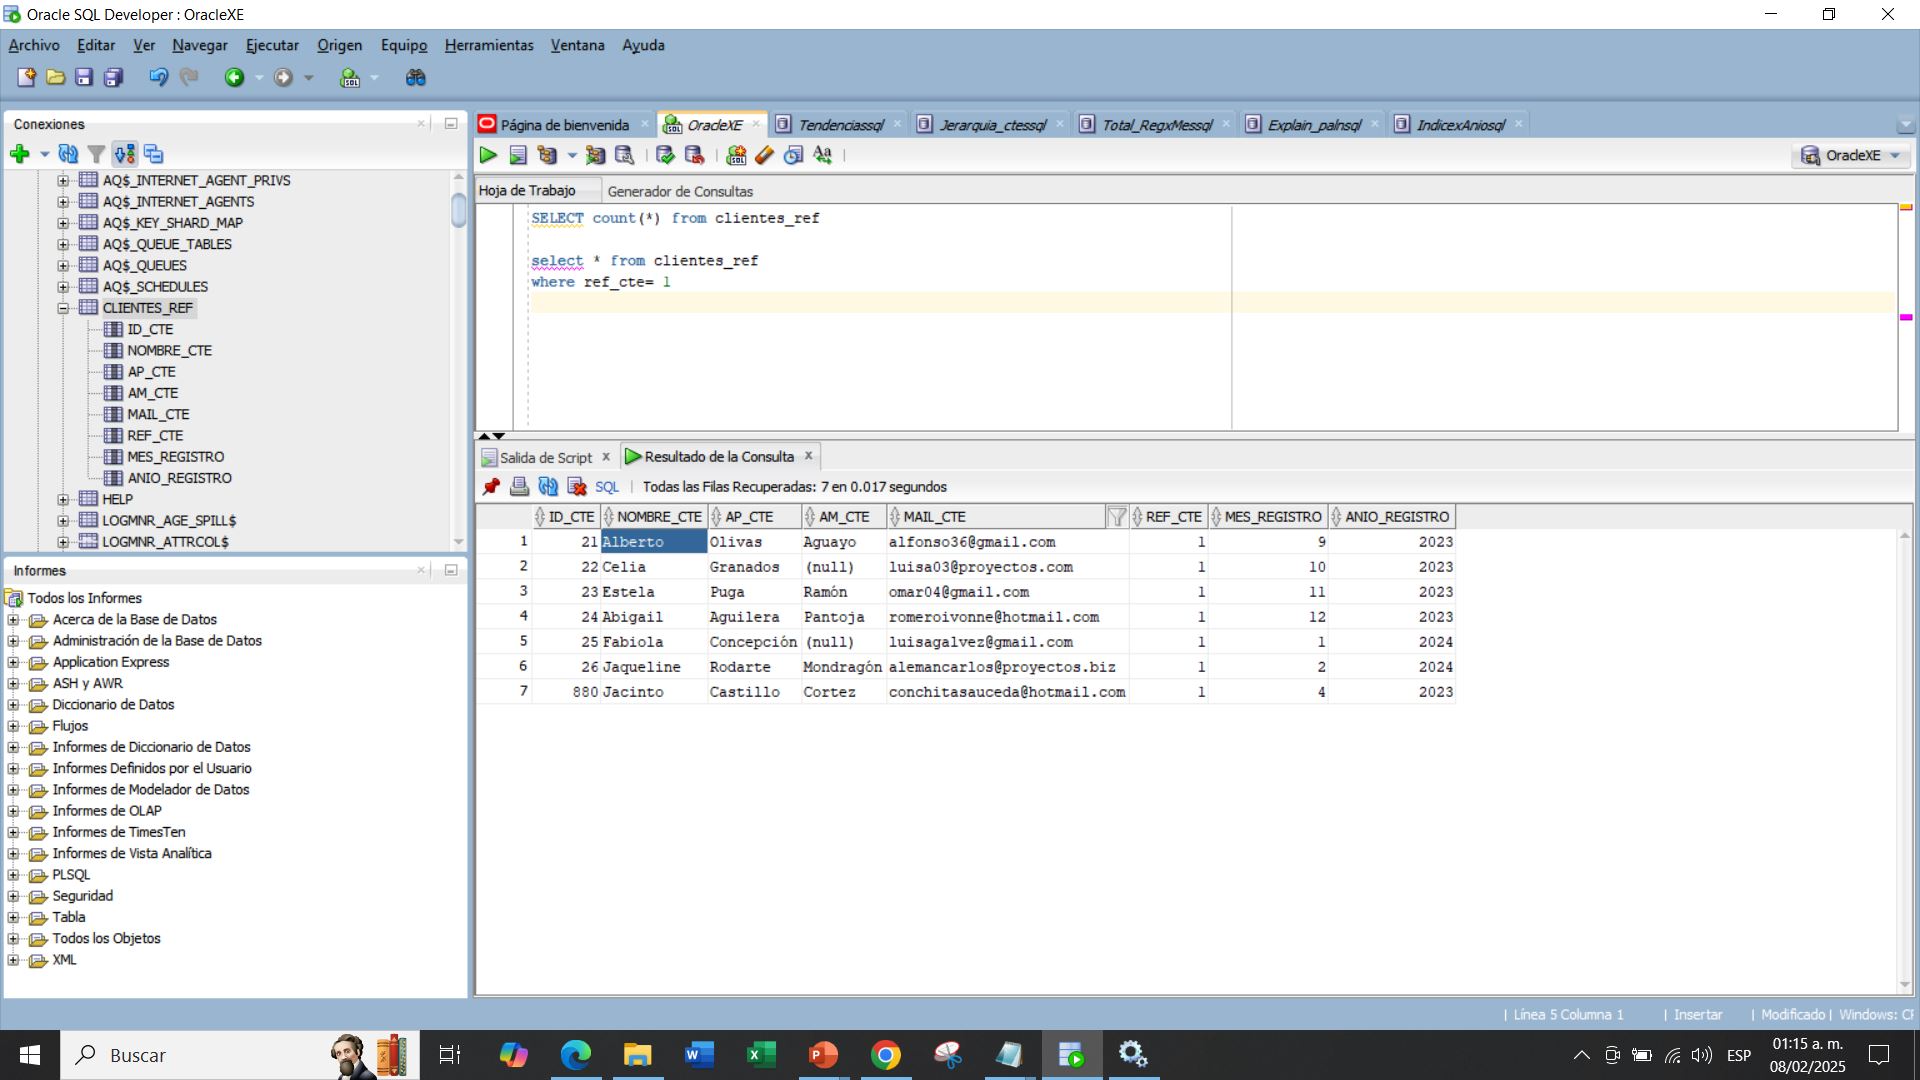 Oracle SQL Developer : OracleXE
Archivo Editar Ver Navegar Ejecutar Origen Equipo Herramientas Ventana Ayuda
Conexiones
AQ$_INTERNET_AGENT_PRIVS
AQ$_INTERNET_AGENTS
AQ$_KEY_SHARD_MAP
AQ$_QUEUE_TABLES
AQ$_QUEUES
AQ$_SCHEDULES
CLIENTES_REF
ID_CTE
NOMBRE_CTE
AP_CTE
AM_CTE
MAIL_CTE
REF_CTE
MES_REGISTRO
ANIO_REGISTRO
HELP
LOGMNR_AGE_SPILL$
LOGMNR_ATTRCOL$
Informes
Todos los Informes
Acerca de la Base de Datos
Administración de la Base de Datos
Application Express
ASH y AWR
Diccionario de Datos
Flujos
Informes de Diccionario de Datos
Informes Definidos por el Usuario
Informes de Modelador de Datos
Informes de OLAP
Informes de TimesTen
Informes de Vista Analítica
PLSQL
Seguridad
Tabla
Todos los Objetos
XML
Página de bienvenida OracleXE Tendenciassql Jerarquia_ctessql Total_RegxMessql Explain_palnsql IndicexAniosql
OracleXE
Hoja de Trabajo Generador de Consultas
SELECT count(*) from clientes_ref
select * from clientes_ref
where ref_cte= 1
Salida de Script Resultado de la Consulta
SQL Todas las Filas Recuperadas: 7 en 0.017 segundos
ID_CTE NOMBRE_CTE AP_CTE AM_CTE MAIL_CTE REF_CTE MES_REGISTRO ANIO_REGISTRO
1 21 Alberto Olivas Aguayo alfonso36@gmail.com 1 9 2023
2 22 Celia Granados (null) luisa03@proyectos.com 1 10 2023
3 23 Estela Puga Ramón omar04@gmail.com 1 11 2023
4 24 Abigail Aguilera Pantoja romeroivonne@hotmail.com 1 12 2023
5 25 Fabiola Concepción (null) luisagalvez@gmail.com 1 1 2024
6 26 Jaqueline Rodarte Mondragón alemancarlos@proyectos.biz 1 2 2024
7 880 Jacinto Castillo Cortez conchitasauceda@hotmail.com 1 4 2023
Línea 5 Columna 1 Insertar Modificado Windows:
Buscar
ESP
01:15 a. m.
08/02/2025